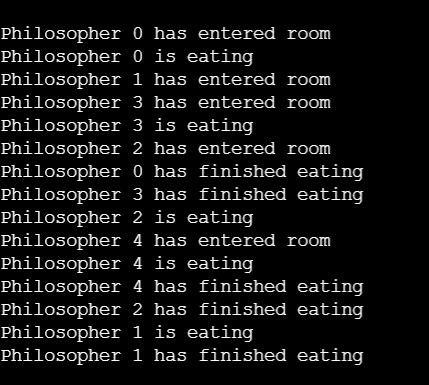 Philosopher 0 has entered room
Philosopher 0 is eating
Philosopher 1 has entered room
Philosopher 3 has entered room
Philosopher 3 is eating
Philosopher 2 has entered room
Philosopher 0 has finished eating
Philosopher 3 has finished eating
Philosopher 2 is eating
Philosopher 4 has entered room
Philosopher 4 is eating
Philosopher 4 has finished eating
Philosopher 2 has finished eating
Philosopher 1 is eating
Philosopher 1 has finished eating